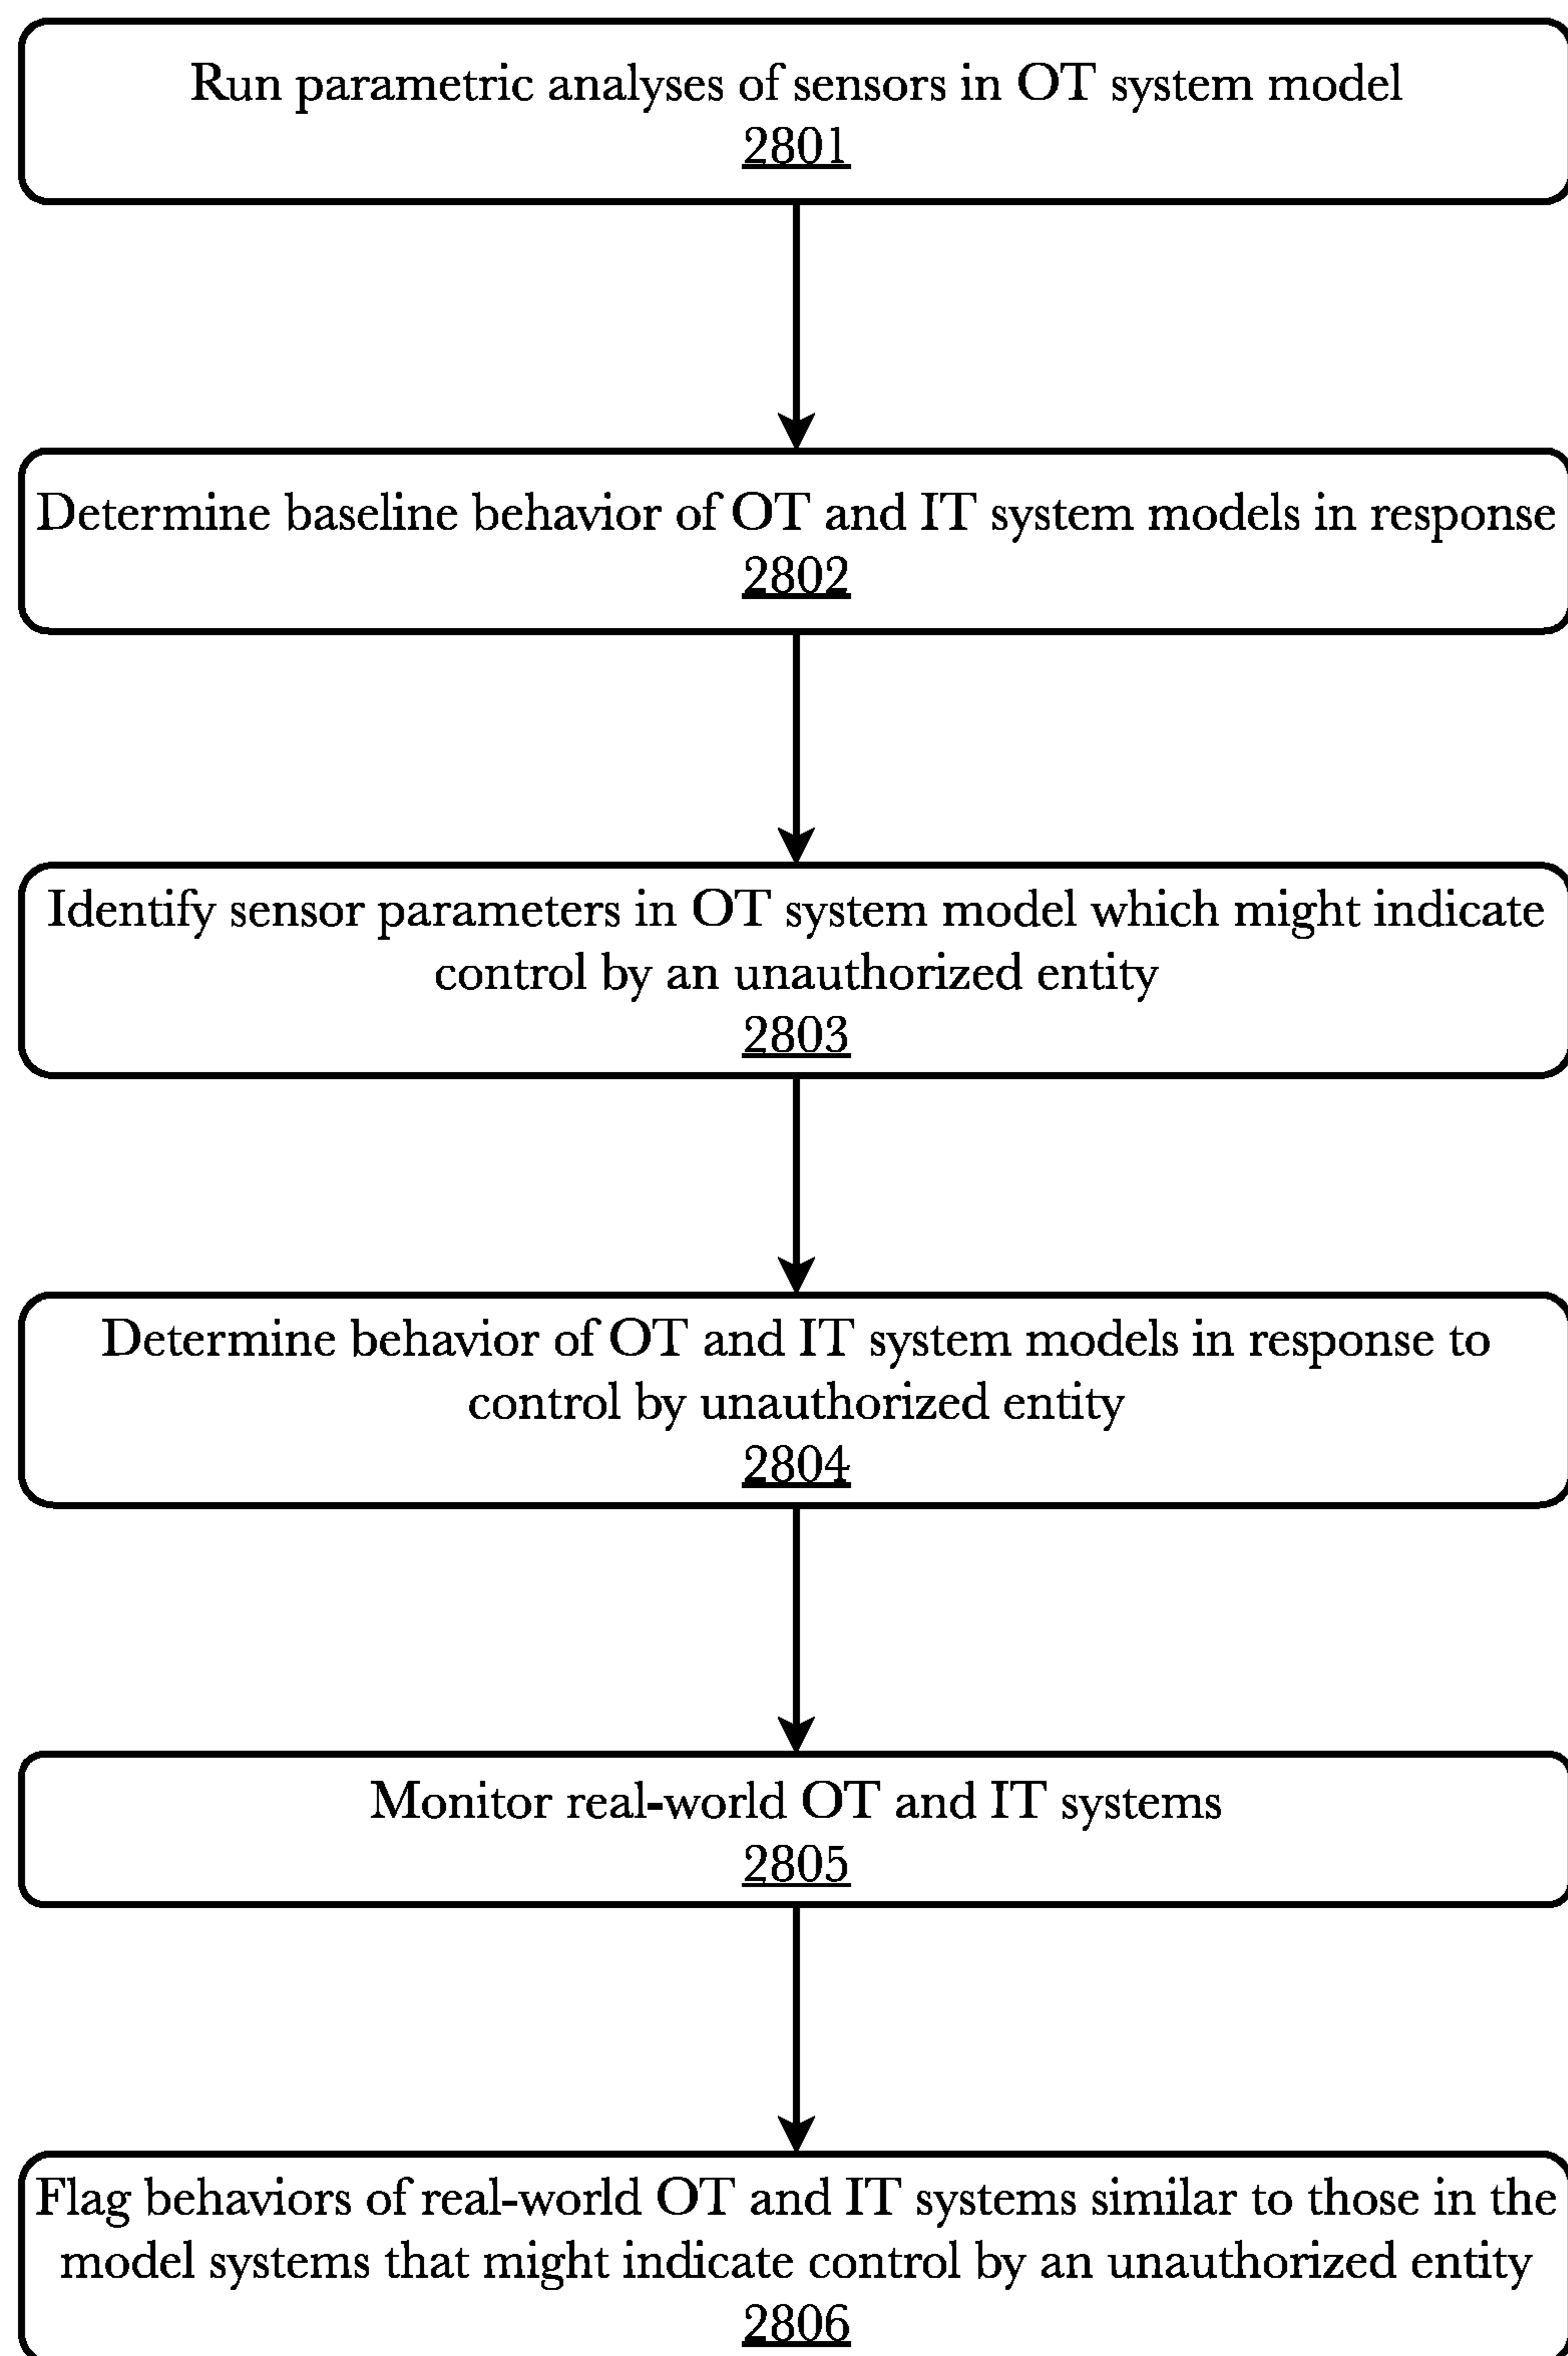 Run parametric analyses of sensors in OT system model
2801
Determine baseline behavior of OT and IT system models in response
2802
Identify sensor parameters in OT system model which might indicate
control by an unauthorized entity
2803
Determine behavior of OT and IT system models in response to
control by unauthorized entity
2804
Monitor real-world OT and IT systems
2805
Flag behaviors of real-world OT and IT systems similar to those in the
model systems that might indicate control by an unauthorized entity
2806